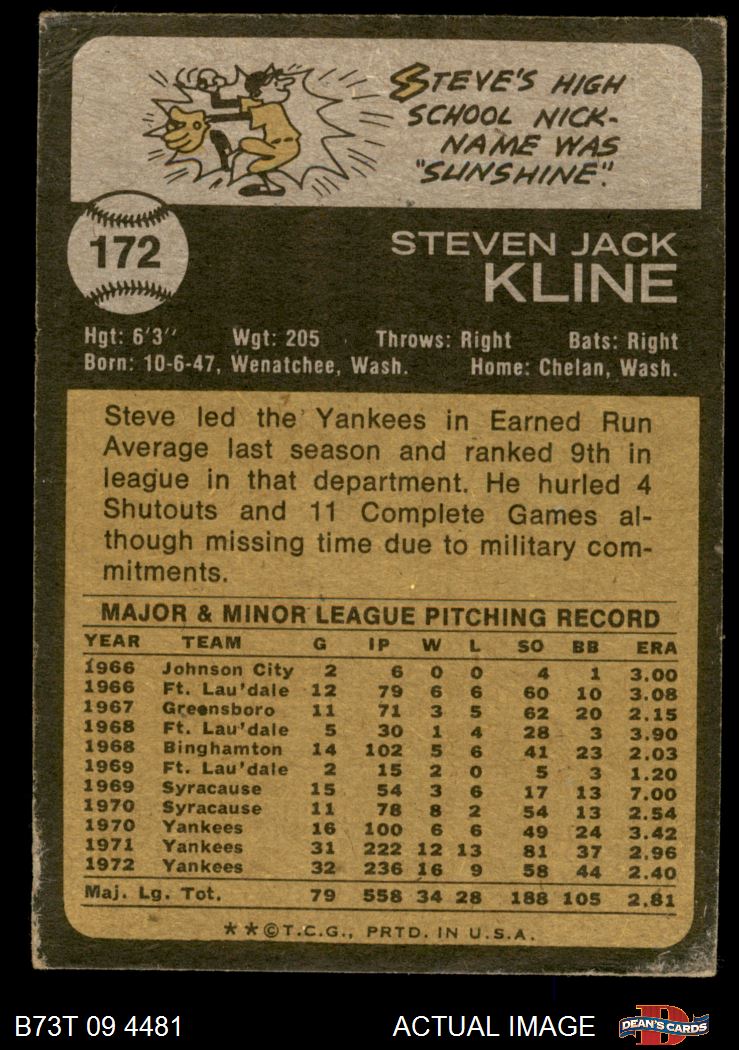 STEVE'S HIGH
SCHOOL NICK-
NAME WAS
"SUNSHINE".
172
STEVEN JACK
KLINE
Hgt: 6'3" Wgt: 205 Throws: Right Bats: Right
Born: 10-6-47, Wenatchee, Wash. Home: Chelan, Wash.
Steve led the Yankees in Earned Run
Average last season and ranked 9th in
league in that department. He hurled 4
Shutouts and 11 Complete Games al-
though missing time due to military com-
mitments.
MAJOR & MINOR LEAGUE PITCHING RECORD
YEAR TEAM G IP W L SO BB ERA
1966 Johnson City 2 6 0 0 4 1 3.00
1966 Ft. Lau'dale 12 79 6 6 60 10 3.08
1967 Greensboro 11 71 3 5 62 20 2.15
1968 Ft. Lau'dale 5 30 1 4 28 3 3.90
1968 Binghamton 14 102 5 6 41 23 2.03
1969 Ft. Lau'dale 2 15 2 0 5 3 1.20
1969 Syracause 15 54 3 6 17 13 7.00
1970 Syracause 11 78 8 2 54 13 2.54
1970 Yankees 16 100 6 6 49 24 3.42
1971 Yankees 31 222 12 13 81 37 2.96
1972 Yankees 32 236 16 9 58 44 2.40
Maj. Lg. Tot. 79 558 34 28 188 105 2.81
**©T.C.G., PRTD. IN U.S.A.
B73T 09 4481 ACTUAL IMAGE D DEAN'S CARDS